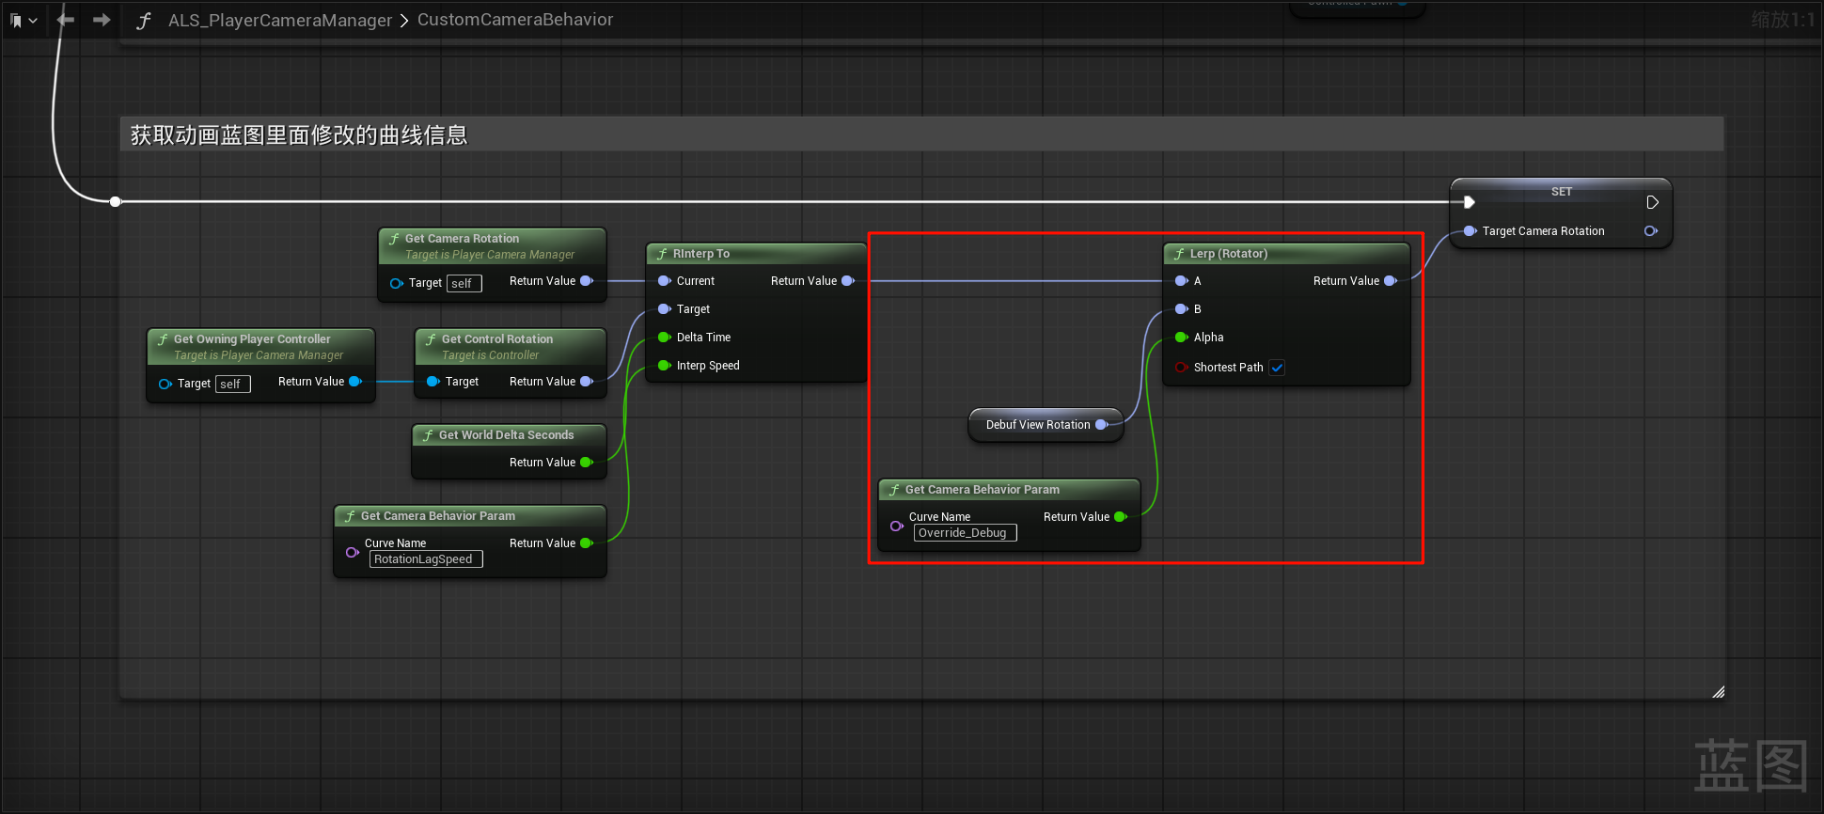 ALS_PlayerCameraManager > CustomCameraBehavior
缩放1:1
获取动画蓝图里面修改的曲线信息
SET
Target Camera Rotation
Get Camera Rotation
Target is Player Camera Manager
Target self Return Value
RInterp To
Current Return Value
Target
Delta Time
Interp Speed
Lerp (Rotator)
A Return Value
B
Alpha
Shortest Path
Get Owning Player Controller
Target is Player Camera Manager
Target self Return Value
Get Control Rotation
Target is Controller
Target Return Value
Get World Delta Seconds
Return Value
Debuf View Rotation
Get Camera Behavior Param
Curve Name Return Value
Override_Debug
Get Camera Behavior Param
Curve Name Return Value
RotationLagSpeed
蓝图